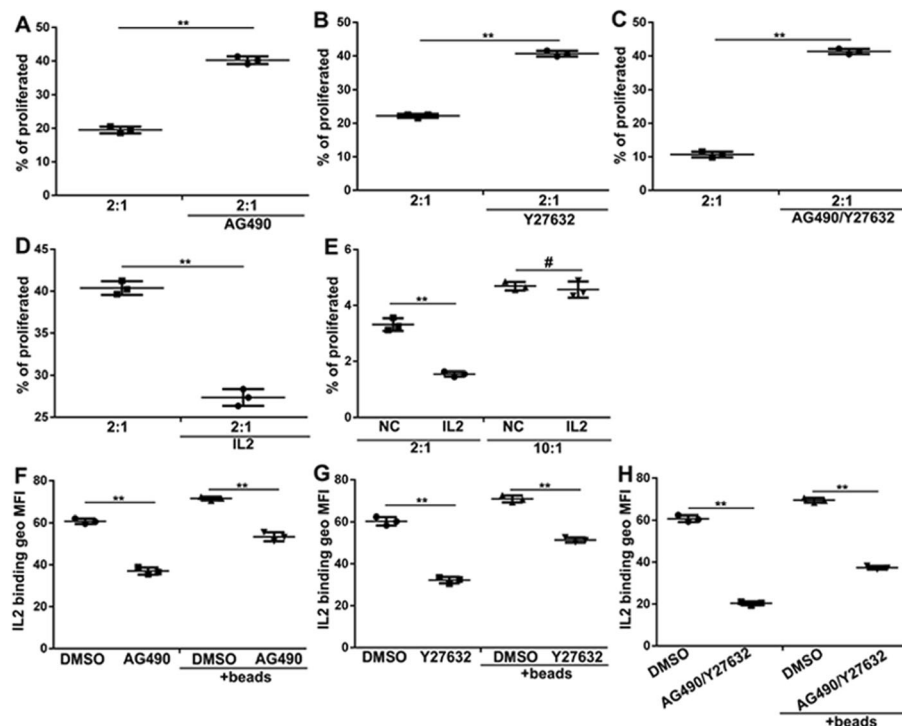 A
**
% of proliferated
50
40
30
20
10
0
2:1
2:1
AG490
B
**
% of proliferated
50
40
30
20
10
0
2:1
2:1
Y27632
C
**
% of proliferated
50
40
30
20
10
0
2:1
2:1
AG490/Y27632
D
**
% of proliferated
45
40
35
30
25
2:1
2:1
IL2
E
**
#
% of proliferated
6
4
2
0
NC
IL2
NC
IL2
2:1
10:1
F
**
**
IL2 binding geo MFI
80
60
40
20
0
DMSO
AG490
DMSO
AG490
+beads
G
**
**
IL2 binding geo MFI
80
60
40
20
0
DMSO
Y27632
DMSO
Y27632
+beads
H
**
**
IL2 binding geo MFI
80
60
40
20
0
DMSO
AG490/Y27632
DMSO
AG490/Y27632
+beads